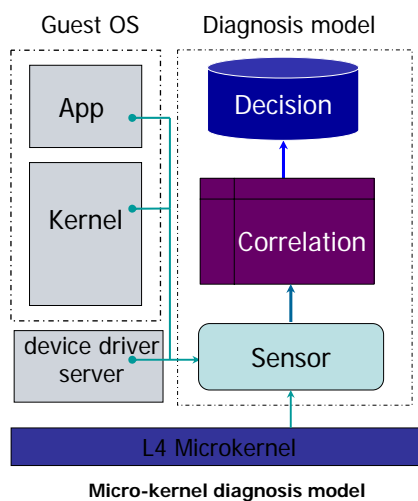 Guest OS
Diagnosis model
App
Decision
Kernel
Correlation
device driver
server
Sensor
L4 Microkernel
Micro-kernel diagnosis model